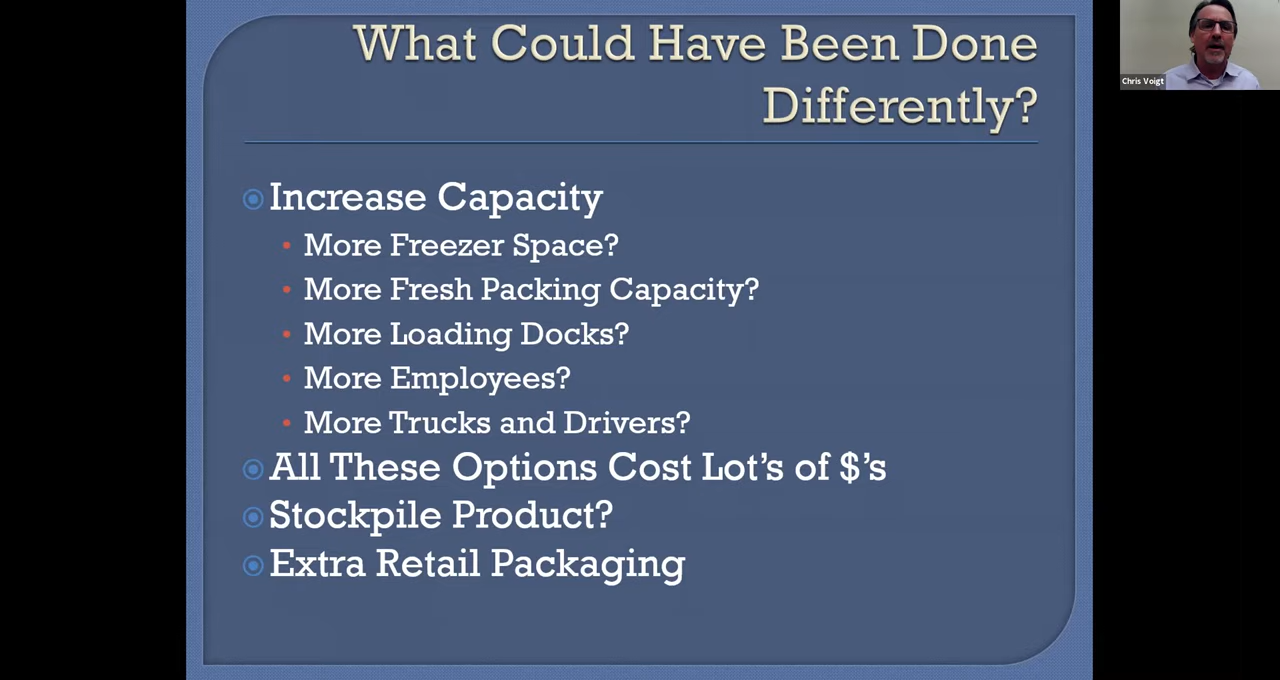 What Could Have Been Done
Differently?
Increase Capacity
More Freezer Space?
More Fresh Packing Capacity?
More Loading Docks?
More Employees?
More Trucks and Drivers?
All These Options Cost Lot’s of $’s
Stockpile Product?
Extra Retail Packaging
Chris Voigt